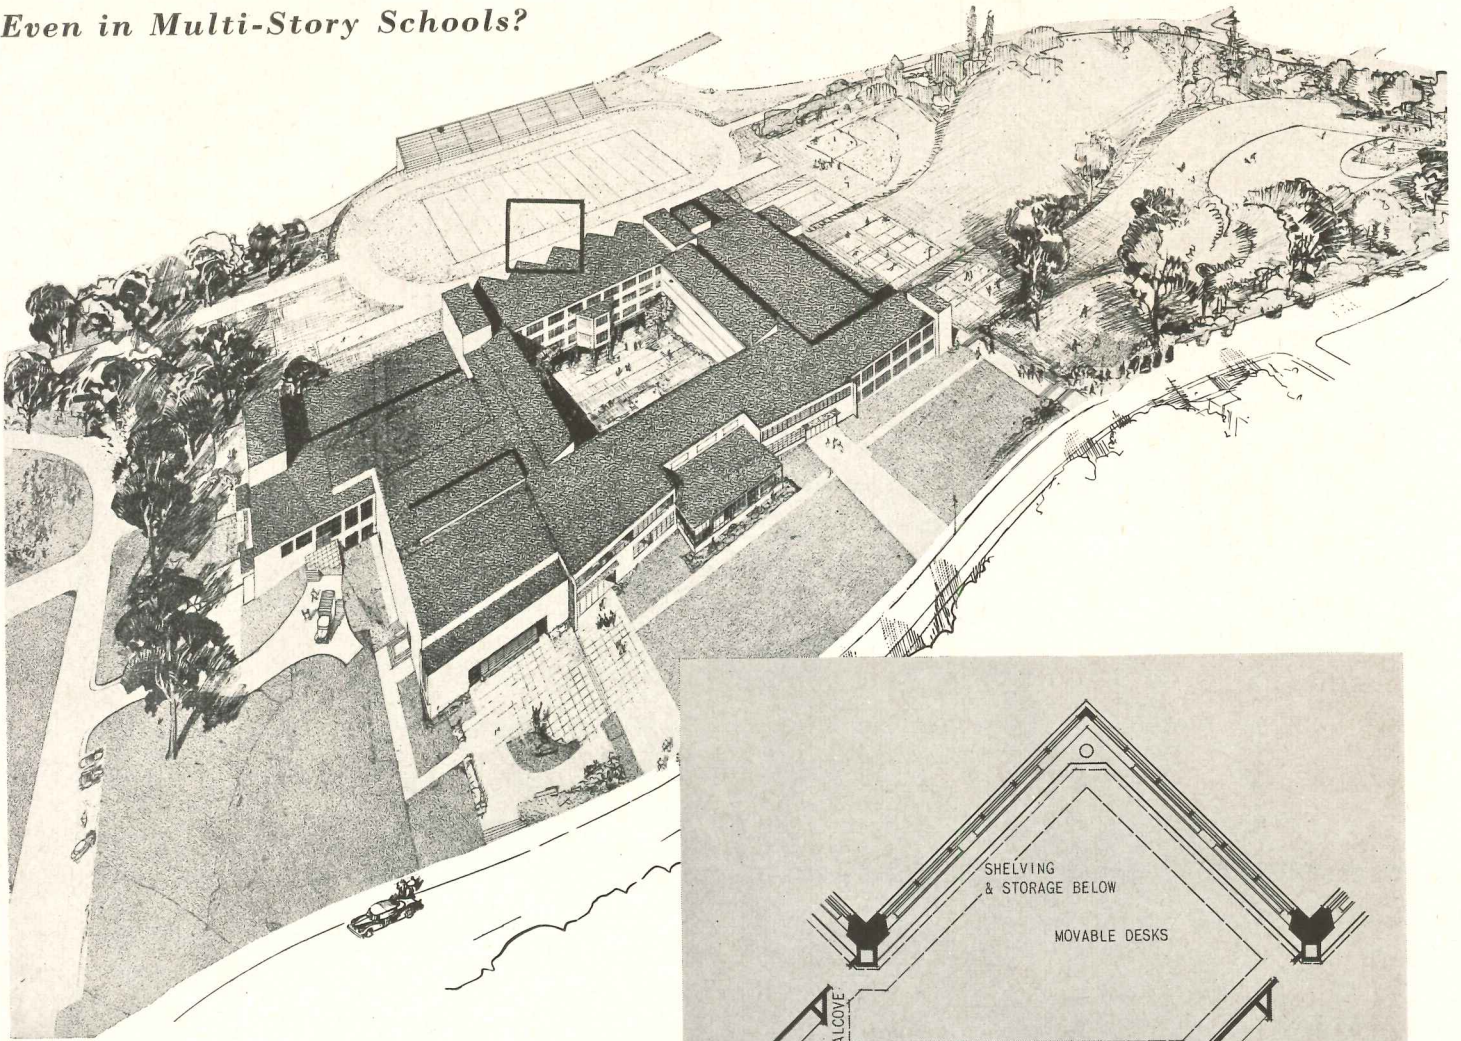 Even in Multi-Story Schools?
SHELVING
& STORAGE BELOW
MOVABLE DESKS
ALCOVE